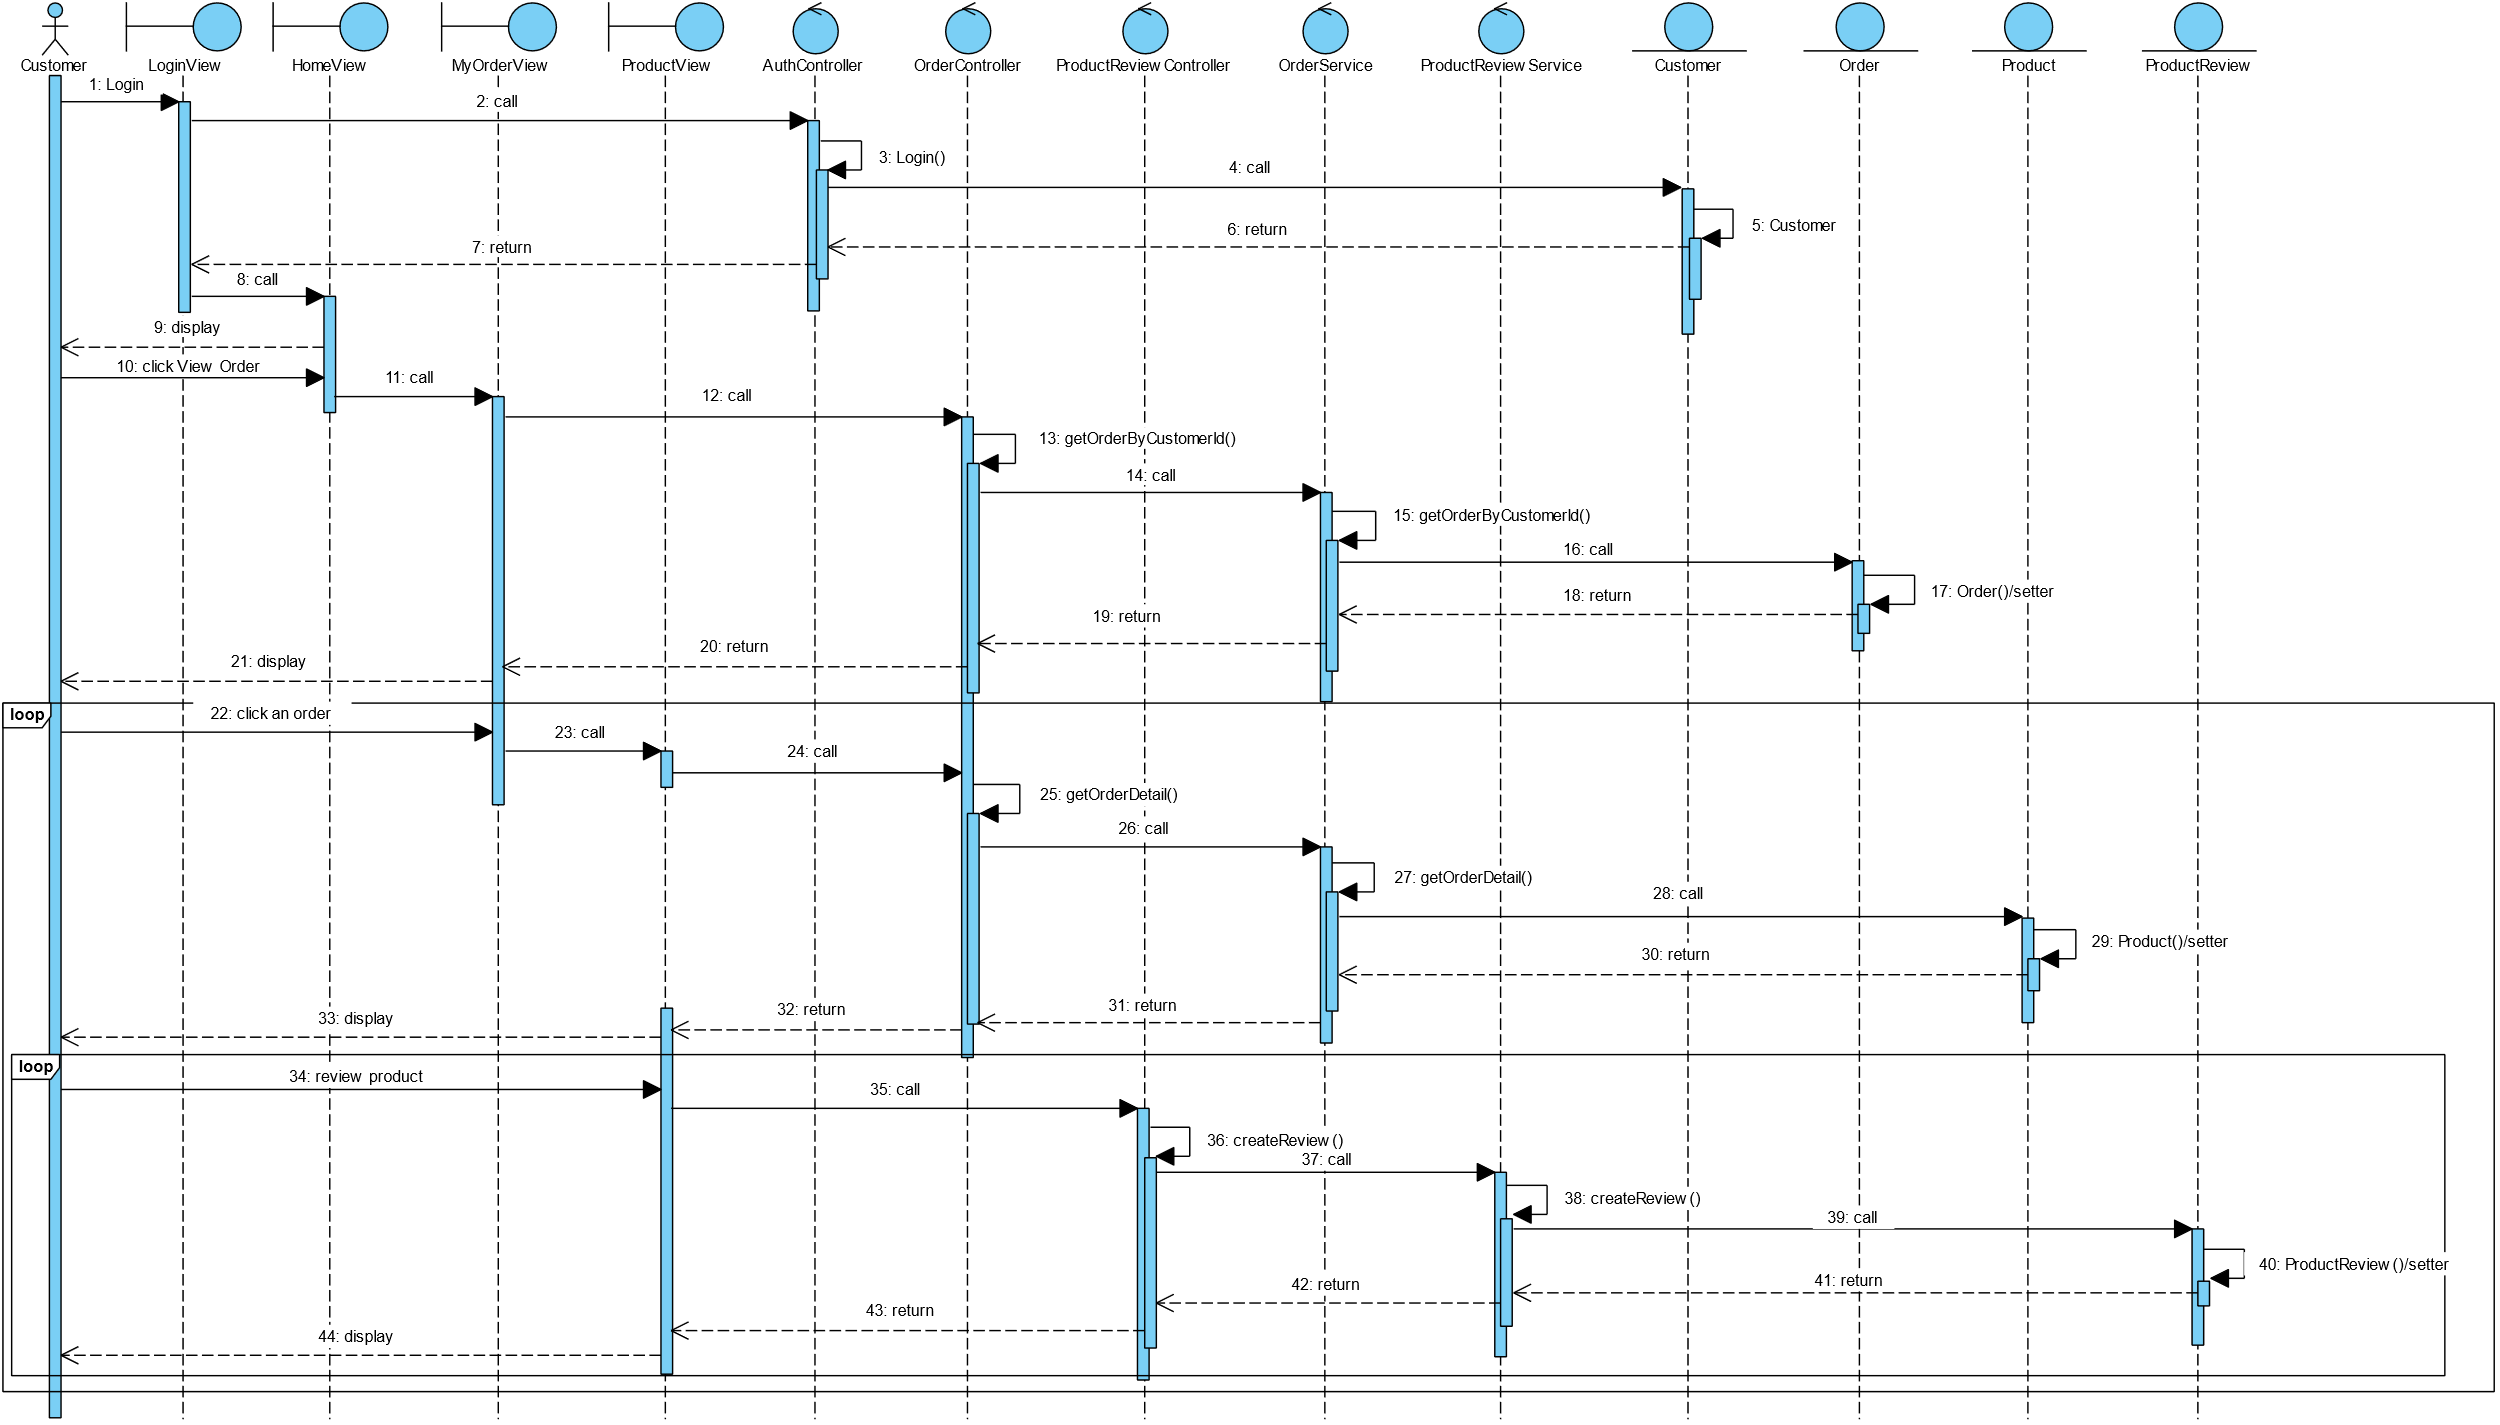 Customer
LoginView
HomeView
MyOrderView
ProductView
AuthController
OrderController
ProductReview Controller
OrderService
ProductReview Service
Customer
Order
Product
ProductReview
1: Login
2: call
3: Login()
4: call
5: Customer
6: return
7: return
8: call
9: display
10: click View Order
11: call
12: call
13: getOrderByCustomerId()
14: call
15: getOrderByCustomerId()
16: call
17: Order()/setter
18: return
19: return
20: return
21: display
loop
22: click an order
23: call
24: call
25: getOrderDetail()
26: call
27: getOrderDetail()
28: call
29: Product()/setter
30: return
31: return
32: return
33: display
loop
34: review product
35: call
36: createReview ()
37: call
38: createReview ()
39: call
40: ProductReview ()/setter
41: return
42: return
43: return
44: display